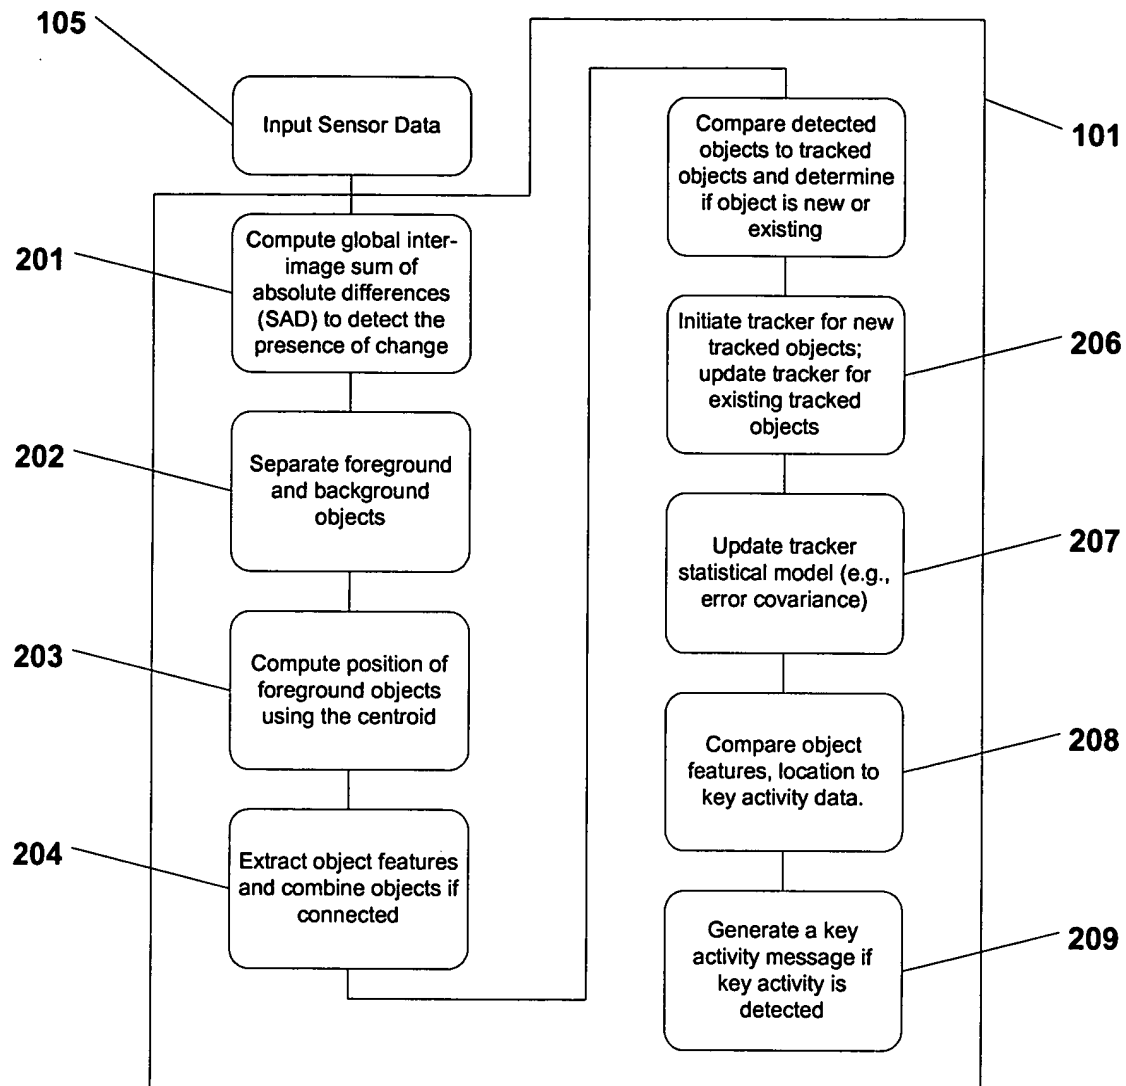 105
Input Sensor Data
201
Compute global inter-
image sum of
absolute differences
(SAD) to detect the
presence of change
202
Separate foreground
and background
objects
203
Compute position of
foreground objects
using the centroid
204
Extract object features
and combine objects if
connected
101
Compare detected
objects to tracked
objects and determine
if object is new or
existing
206
Initiate tracker for new
tracked objects;
update tracker for
existing tracked
objects
207
Update tracker
statistical model (e.g.,
error covariance)
208
Compare object
features, location to
key activity data.
209
Generate a key
activity message if
key activity is
detected